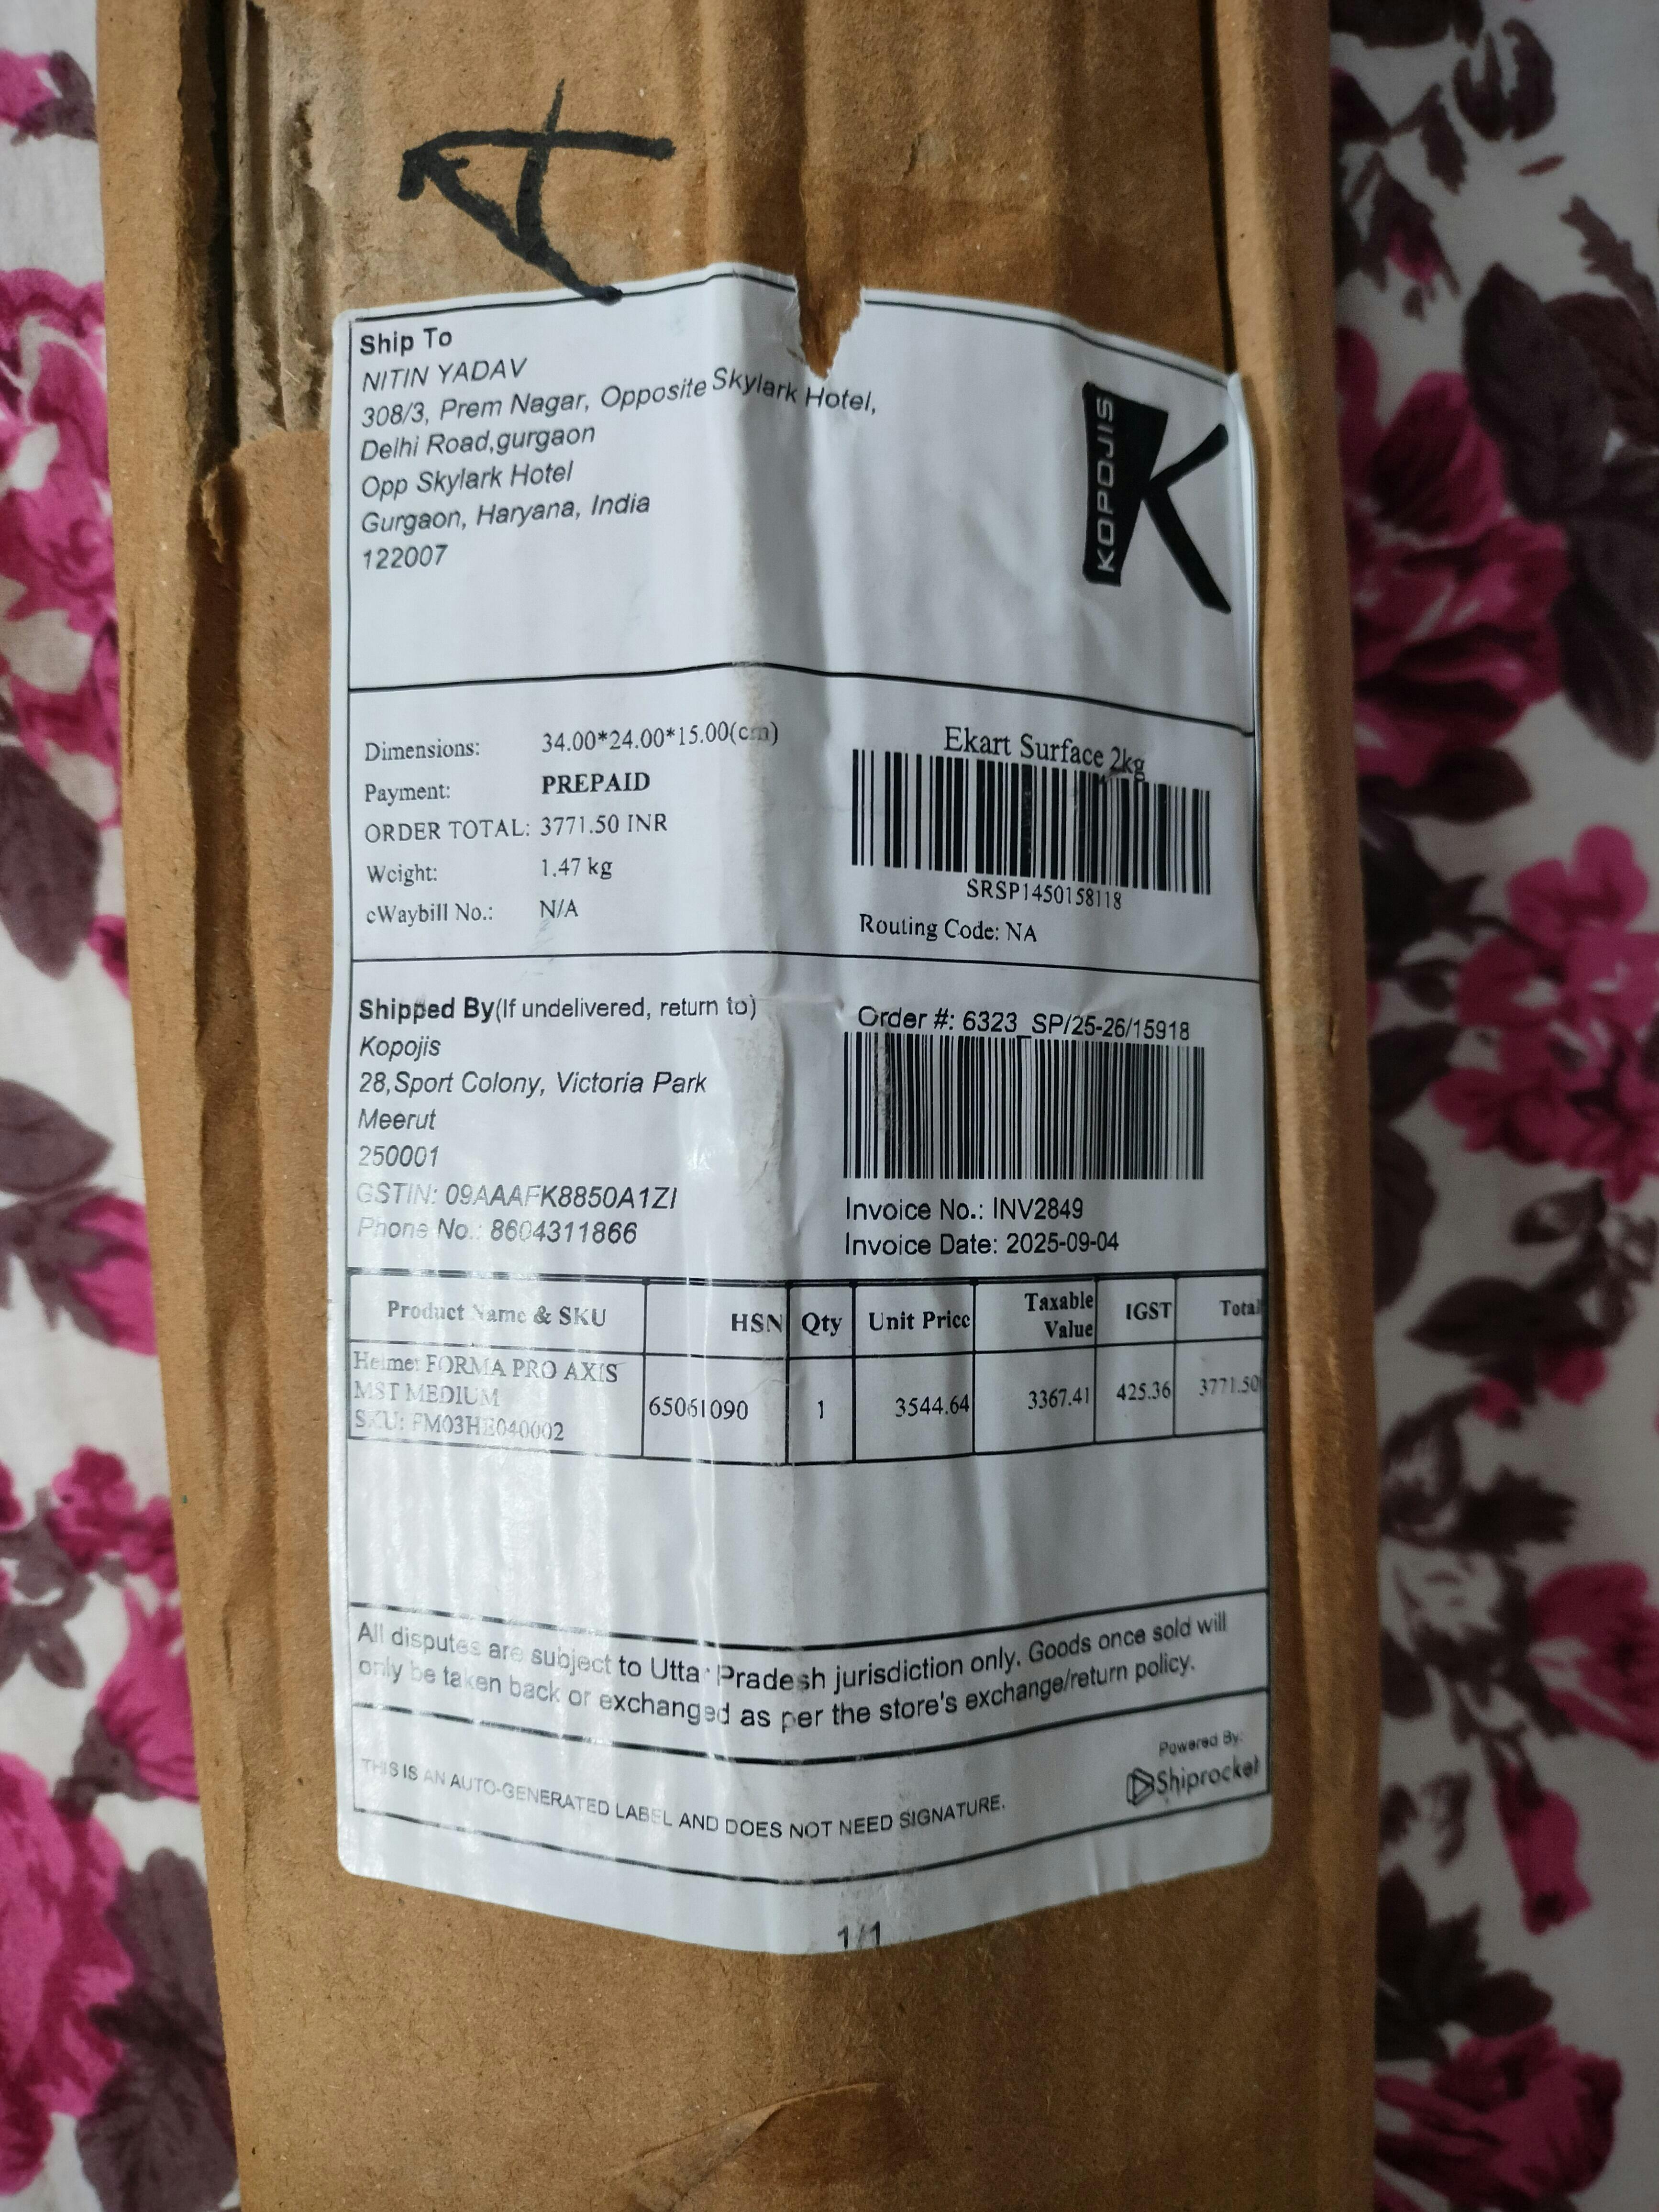 Ship To
NITIN YADAV
308/3, Prem Nagar, Opposite Skylark Hotel,
Delhi Road,gurgaon
Opp Skylark Hotel
Gurgaon, Haryana, India
122007
KOPOJIS
K
Dimensions: 34.00*24.00*15.00(cm)
Payment: PREPAID
ORDER TOTAL: 3771.50 INR
Weight: 1.47 kg
eWaybill No.: N/A
Ekart Surface 2kg
SRSP1450158118
Routing Code: NA
Shipped By(If undelivered, return to)
Kopojis
28,Sport Colony, Victoria Park
Meerut
250001
GSTIN: 09AAAFK8850A1ZI
Phone No.: 8604311866
Order #: 6323_SP/25-26/15918
Invoice No.: INV2849
Invoice Date: 2025-09-04
Product Name & SKU HSN Qty Unit Price Taxable Value IGST Total
Helmet FORMA PRO AXIS
MST MEDIUM
SKU: PM03HE040002
65061090 1 3544.64 3367.41 425.36 3771.50
All disputes are subject to Uttar Pradesh jurisdiction only. Goods once sold will
only be taken back or exchanged as per the store's exchange/return policy.
THIS IS AN AUTO-GENERATED LABEL AND DOES NOT NEED SIGNATURE.
Powered By:
Shiprocket
1/1